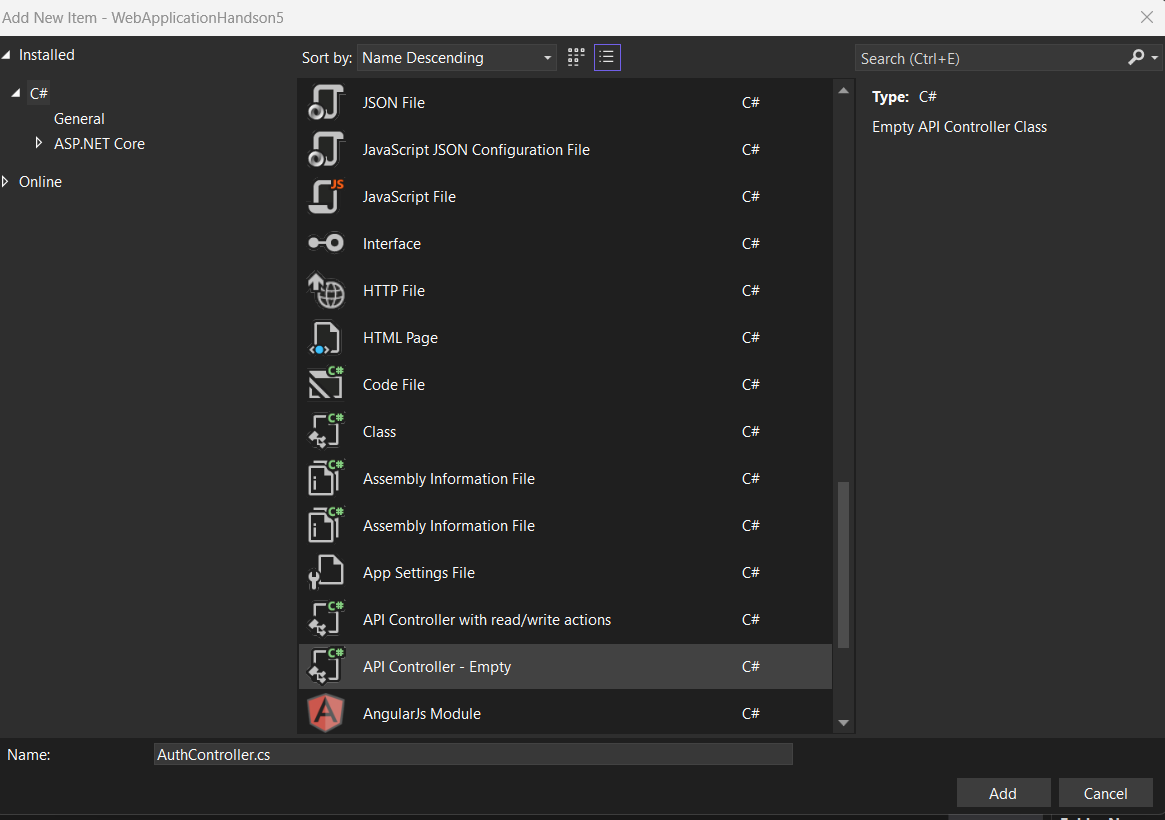 Add New Item - WebApplicationHandson5
Installed
C#
General
ASP.NET Core
Online
Sort by: Name Descending
JSON File C#
JavaScript JSON Configuration File C#
JS
JavaScript File C#
Interface C#
HTTP File C#
HTML Page C#
C#
Code File C#
C#
Class C#
C#
Assembly Information File C#
C#
Assembly Information File C#
App Settings File C#
C#
API Controller with read/write actions C#
C#
API Controller - Empty C#
A
AngularJs Module C#
Search (Ctrl+E)
Type: C#
Empty API Controller Class
Name: AuthController.cs
Add Cancel